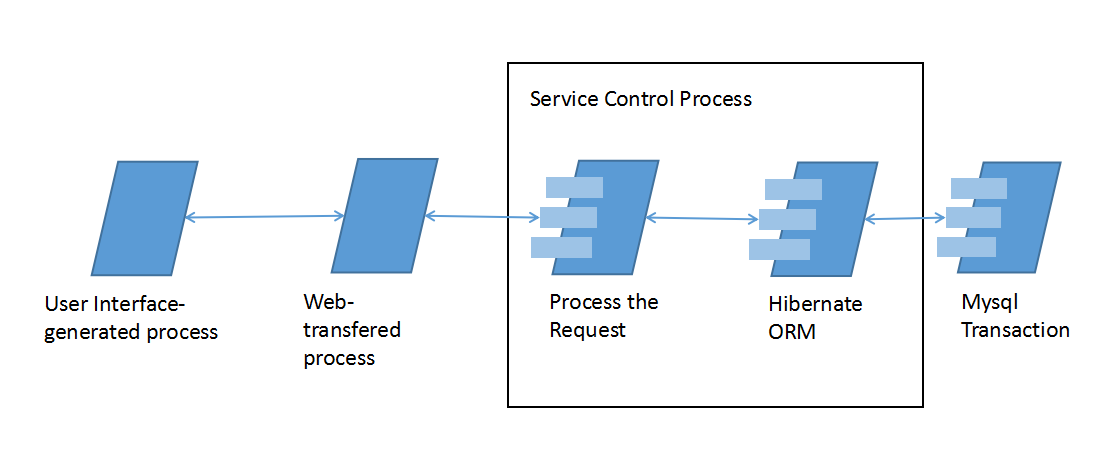 Service Control Process
User Interface-
generated process
Web-
transfered
process
Process the
Request
Hibernate
ORM
Mysql
Transaction